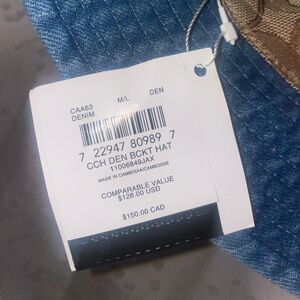 CAA63 M/L DEN
DENIM
7 22947 80989 7
CCH DEN BCKT HAT
11006849JAX
MADE IN CAMBODIA/CAMBODGE
COMPARABLE VALUE
$128.00 USD
$150.00 CAD